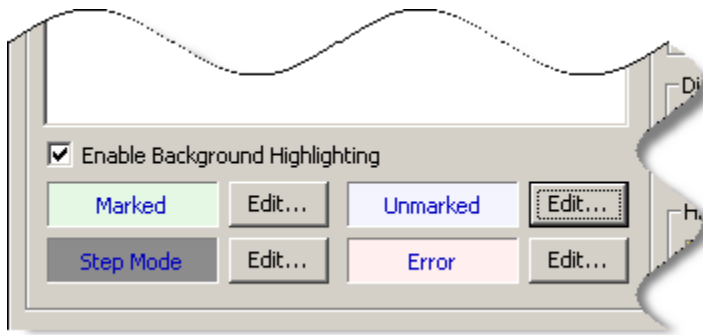 Enable Background Highlighting
Marked Edit... Unmarked Edit...
Step Mode Edit... Error Edit...